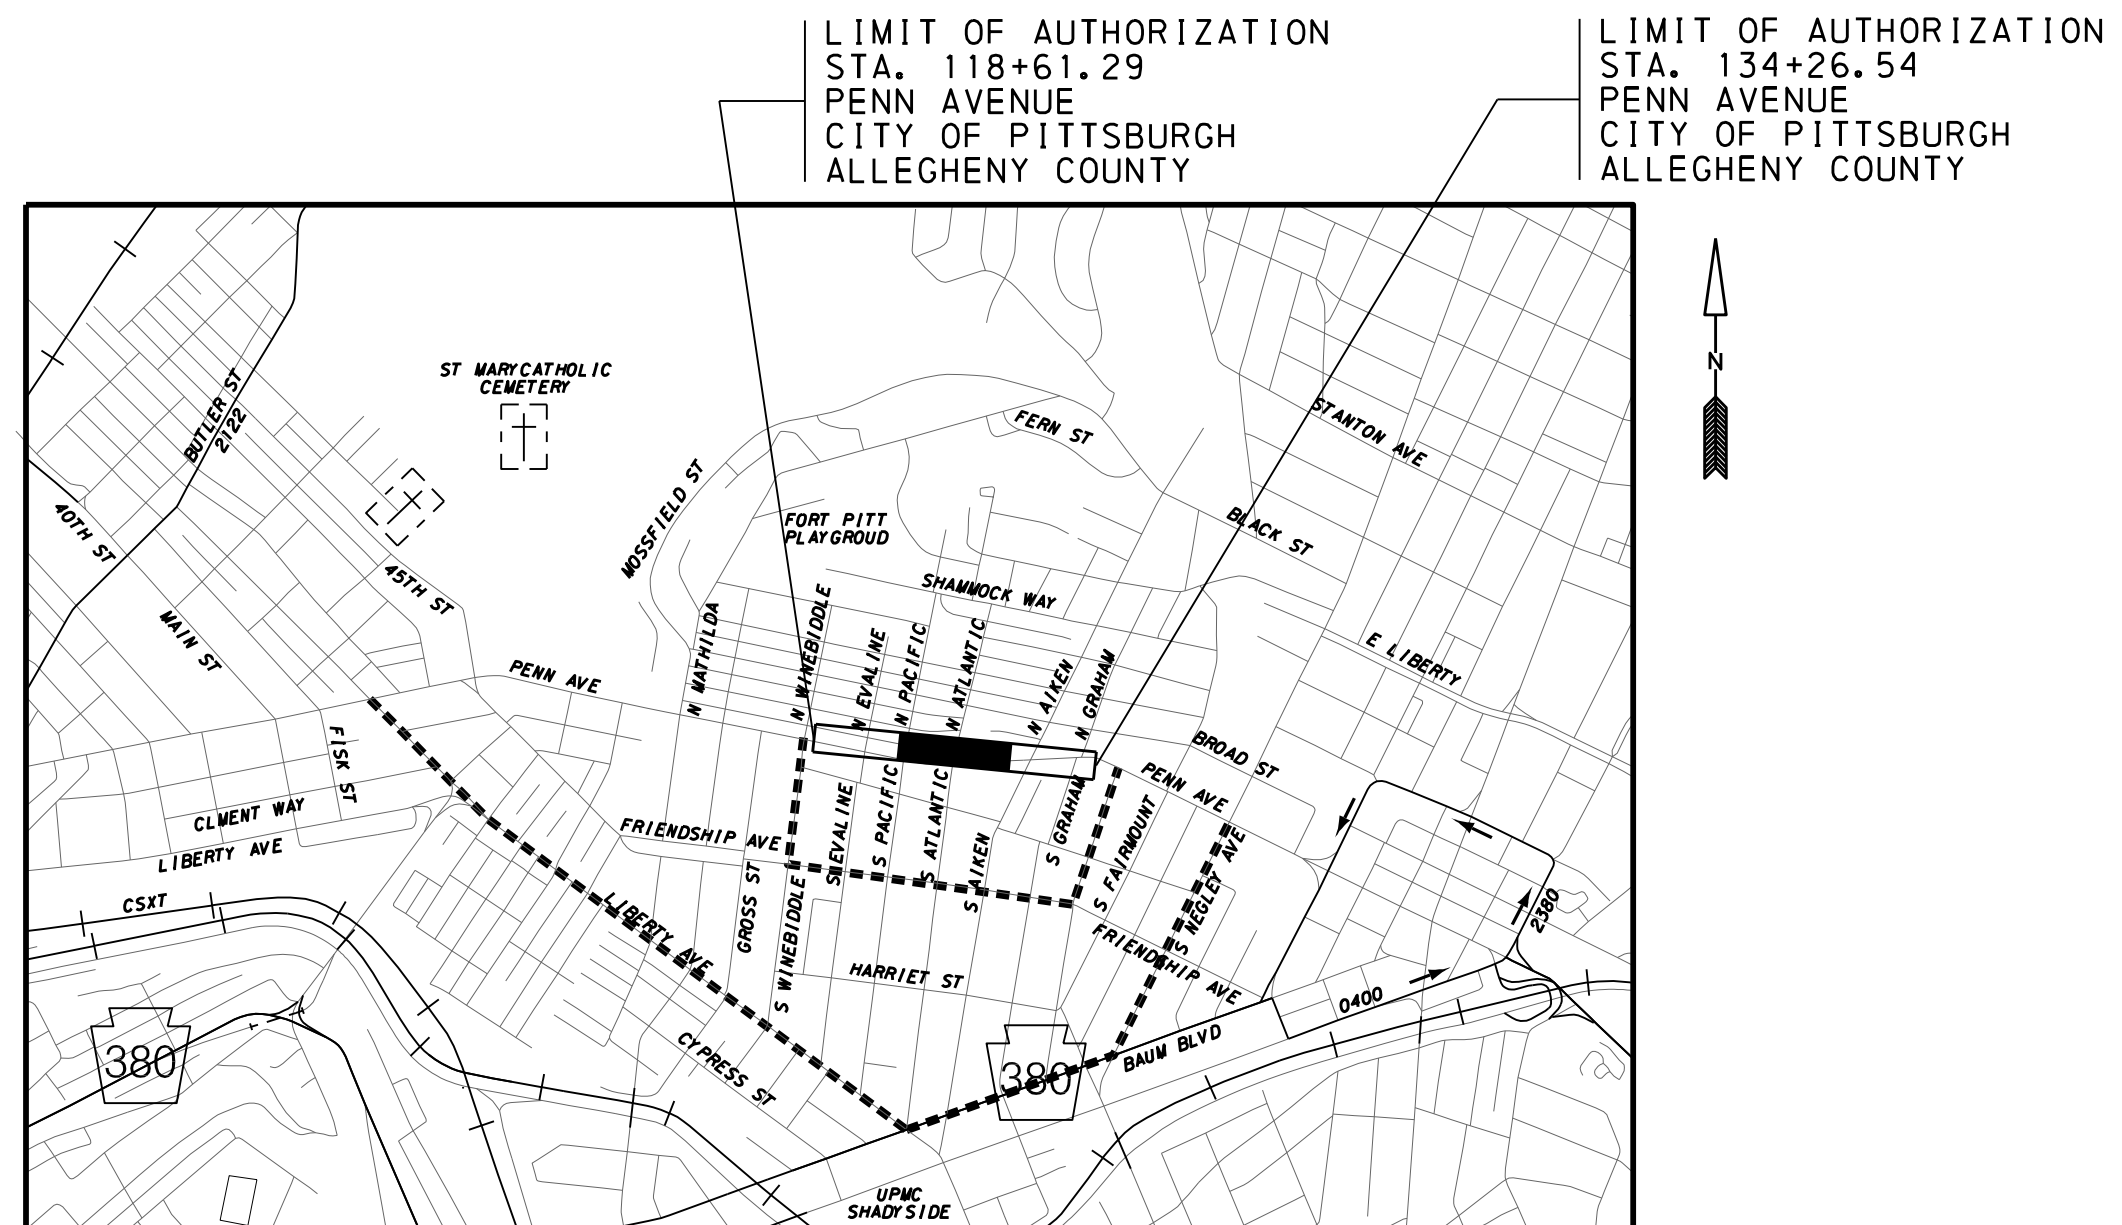 LIMIT OF AUTHORIZATION
STA. 118+61.29
PENN AVENUE
CITY OF PITTSBURGH
ALLEGHENY COUNTY
LIMIT OF AUTHORIZATION
STA. 134+26.54
PENN AVENUE
CITY OF PITTSBURGH
ALLEGHENY COUNTY
N
ST MARY CATHOLIC
CEMETERY
BUTLER ST
2122
STANTON AVE
FERN ST
MOSSFIELD ST
40TH ST
FORT PITT
PLAYGROUD
BLACK ST
45TH ST
SHAMMOCK WAY
MAIN ST
N MATHILDA
N WINEBIDDLE
N EVALINE
N PACIFIC
N ATLANTIC
N AIKEN
N GRAHAM
E LIBERTY
PENN AVE
FISK ST
BROAD ST
PENN AVE
CLMENT WAY
LIBERTY AVE
FRIENDSHIP AVE
S EVALINE
S PACIFIC
S ATLANTIC
S AIKEN
S GRAHAM
S FAIRMOUNT
S NEGLEY AVE
CSXT
LIBERTY AVE
GROSS ST
S WINEBIDDLE
FRIENDSHIP AVE
2380
HARRIET ST
0400
380
CYPRESS ST
380
BAUM BLVD
UPMC
SHADYSIDE